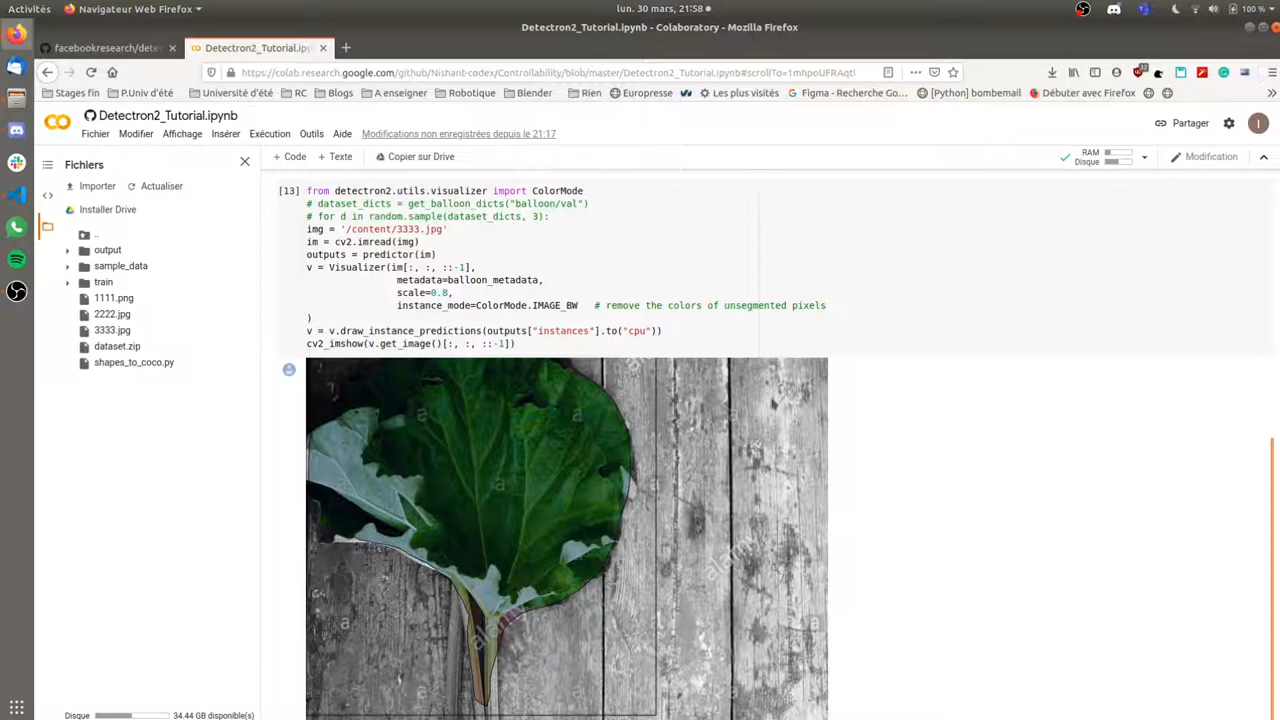 Activités
Navigateur Web Firefox
lun. 30 mars, 21:58
100 %
Detectron2_Tutorial.ipynb - Colaboratory - Mozilla Firefox
facebookresearch/dete
Detectron2_Tutorial.ipynb
https://colab.research.google.com/github/Nishant-codex/Controllability/blob/master/Detectron2_Tutorial.ipynb#scrollTo=1mhpoUFRAqtl
Stages fin
P.Univ d'été
Université d'été
RC
Blogs
A enseigner
Robotique
Blender
Rien
Europresse
Les plus visités
Figma - Recherche Go…
[Python] bombemail
Débuter avec Firefox
Detectron2_Tutorial.ipynb
Partager
I
Fichier
Modifier
Affichage
Insérer
Exécution
Outils
Aide
Modifications non enregistrées depuis le 21:17
Fichiers
+ Code
+ Texte
Copier sur Drive
RAM
Disque
Modification
Importer
Actualiser
Installer Drive
..
output
sample_data
train
1111.png
2222.jpg
3333.jpg
dataset.zip
shapes_to_coco.py
[13] from detectron2.utils.visualizer import ColorMode
# dataset_dicts = get_balloon_dicts("balloon/val")
# for d in random.sample(dataset_dicts, 3):
img = '/content/3333.jpg'
im = cv2.imread(img)
outputs = predictor(im)
v = Visualizer(im[:, :, ::-1],
metadata=balloon_metadata,
scale=0.8,
instance_mode=ColorMode.IMAGE_BW # remove the colors of unsegmented pixels
)
v = v.draw_instance_predictions(outputs["instances"].to("cpu"))
cv2_imshow(v.get_image()[:, :, ::-1])
a
a
a
a
a
alamy
a
alamy
a
a
a
Disque
34.44 GB disponible(s)